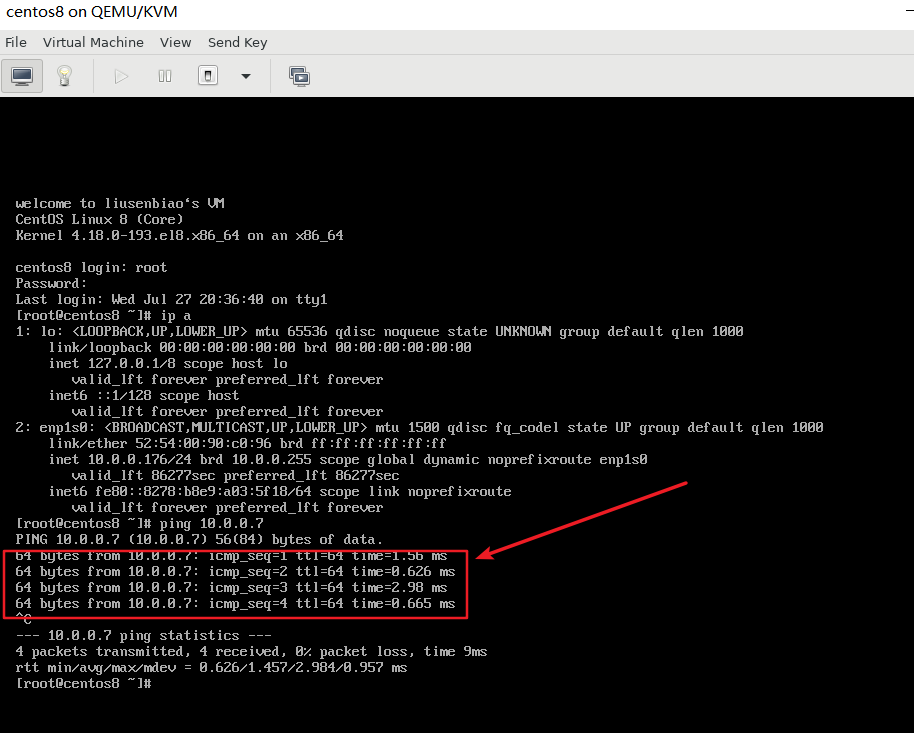 centos8 on QEMU/KVM
File Virtual Machine View Send Key
welcome to liusenbiao‘s VM
CentOS Linux 8 (Core)
Kernel 4.18.0-193.el8.x86_64 on an x86_64
centos8 login: root
Password:
Last login: Wed Jul 27 20:36:40 on tty1
[root@centos8 ~]# ip a
1: lo: <LOOPBACK,UP,LOWER_UP> mtu 65536 qdisc noqueue state UNKNOWN group default qlen 1000
link/loopback 00:00:00:00:00:00 brd 00:00:00:00:00:00
inet 127.0.0.1/8 scope host lo
valid_lft forever preferred_lft forever
inet6 ::1/128 scope host
valid_lft forever preferred_lft forever
2: enp1s0: <BROADCAST,MULTICAST,UP,LOWER_UP> mtu 1500 qdisc fq_codel state UP group default qlen 1000
link/ether 52:54:00:90:c0:96 brd ff:ff:ff:ff:ff:ff
inet 10.0.0.176/24 brd 10.0.0.255 scope global dynamic noprefixroute enp1s0
valid_lft 86277sec preferred_lft 86277sec
inet6 fe80::8278:b8e9:a03:5f18/64 scope link noprefixroute
valid_lft forever preferred_lft forever
[root@centos8 ~]# ping 10.0.0.7
PING 10.0.0.7 (10.0.0.7) 56(84) bytes of data.
64 bytes from 10.0.0.7: icmp_seq=1 ttl=64 time=1.56 ms
64 bytes from 10.0.0.7: icmp_seq=2 ttl=64 time=0.626 ms
64 bytes from 10.0.0.7: icmp_seq=3 ttl=64 time=2.98 ms
64 bytes from 10.0.0.7: icmp_seq=4 ttl=64 time=0.665 ms
^C
--- 10.0.0.7 ping statistics ---
4 packets transmitted, 4 received, 0% packet loss, time 9ms
rtt min/avg/max/mdev = 0.626/1.457/2.984/0.957 ms
[root@centos8 ~]#